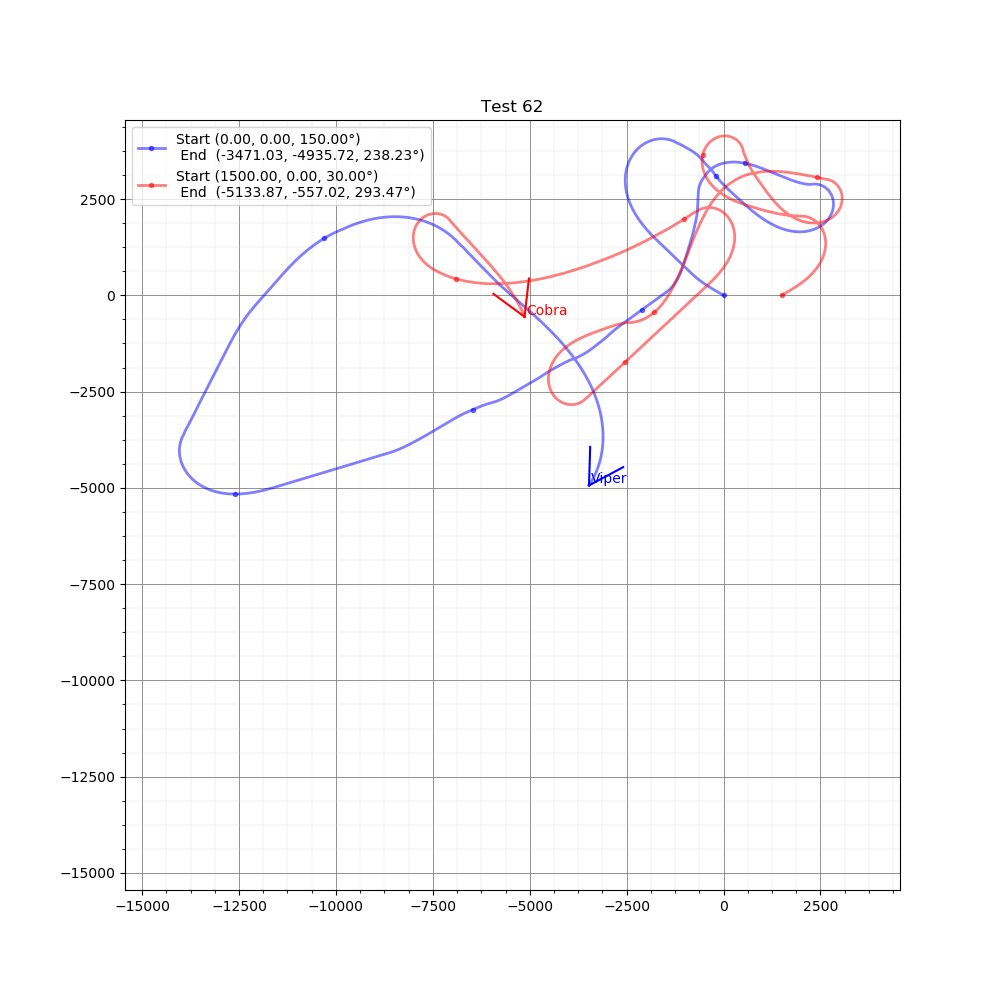 Test 62
Start (0.00, 0.00, 150.00°)
End  (-3471.03, -4935.72, 238.23°)
Start (1500.00, 0.00, 30.00°)
End  (-5133.87, -557.02, 293.47°)
2500
0
−2500
−5000
−7500
−10000
−12500
−15000
Cobra
Viper
−15000 −12500 −10000 −7500 −5000 −2500 0 2500